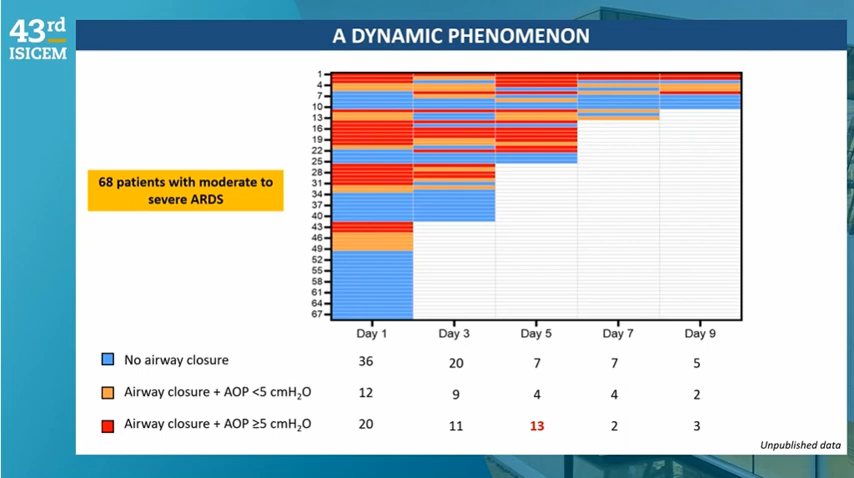 43rd
ISICEM
A DYNAMIC PHENOMENON
68 patients with moderate to
severe ARDS
1
4
7
10
13
16
19
22
25
28
31
34
37
40
43
46
49
52
55
58
61
64
67
Day 1 Day 3 Day 5 Day 7 Day 9
No airway closure 36 20 7 7 5
Airway closure + AOP <5 cmH₂O 12 9 4 4 2
Airway closure + AOP ≥5 cmH₂O 20 11 13 2 3
Unpublished data